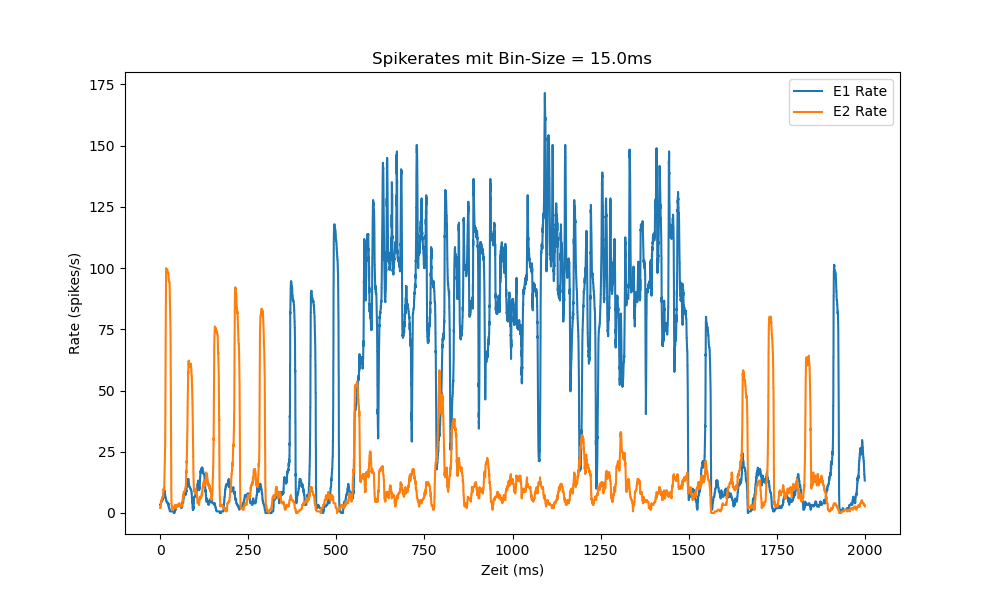 Spikerates mit Bin-Size = 15.0ms
E1 Rate
E2 Rate
Rate (spikes/s)
175
150
125
100
75
50
25
0
0 250 500 750 1000 1250 1500 1750 2000
Zeit (ms)